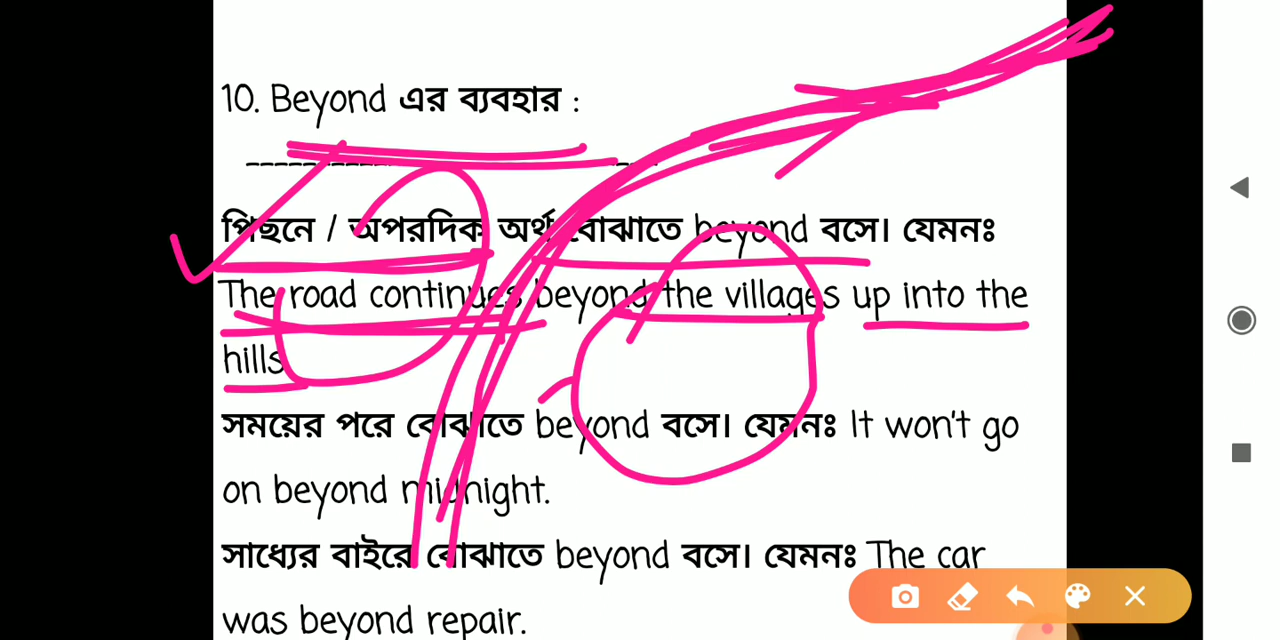 10. Beyond এর ব্যবহার :
পিছনে / অপরদিক অর্থ বোঝাতে beyond বসে। যেমনঃ
The road continues beyond the villages up into the
hills
সময়ের পরে বোঝাতে beyond বসে। যেমনঃ It won't go
on beyond midnight.
সাধ্যের বাইরে বোঝাতে beyond বসে। যেমনঃ The car
was beyond repair.